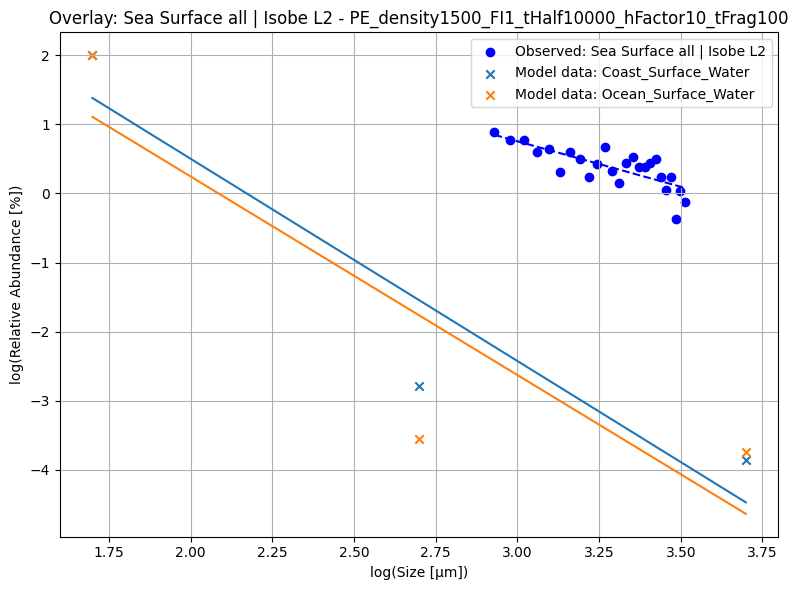 Overlay: Sea Surface all | Isobe L2 - PE_density1500_FI1_tHalf10000_hFactor10_tFrag100
Observed: Sea Surface all | Isobe L2
Model data: Coast_Surface_Water
Model data: Ocean_Surface_Water
log(Relative Abundance [%])
2
1
0
−1
−2
−3
−4
1.75 2.00 2.25 2.50 2.75 3.00 3.25 3.50 3.75
log(Size [μm])